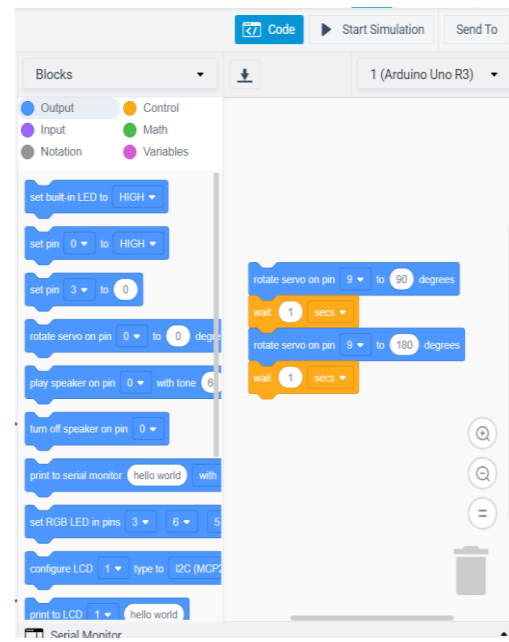 Code Start Simulation Send To
Blocks 1 (Arduino Uno R3)
Output Control
Input Math
Notation Variables
set built-in LED to HIGH
set pin 0 to HIGH
set pin 3 to 0
rotate servo on pin 0 to 0 degr
play speaker on pin 0 with tone 6
turn off speaker on pin 0
print to serial monitor hello world with
set RGB LED in pins 3 6 5
configure LCD 1 type to I2C (MCP2
print to LCD 1 hello world
rotate servo on pin 9 to 90 degrees
wait 1 secs
rotate servo on pin 9 to 180 degrees
wait 1 secs
Serial Monitor